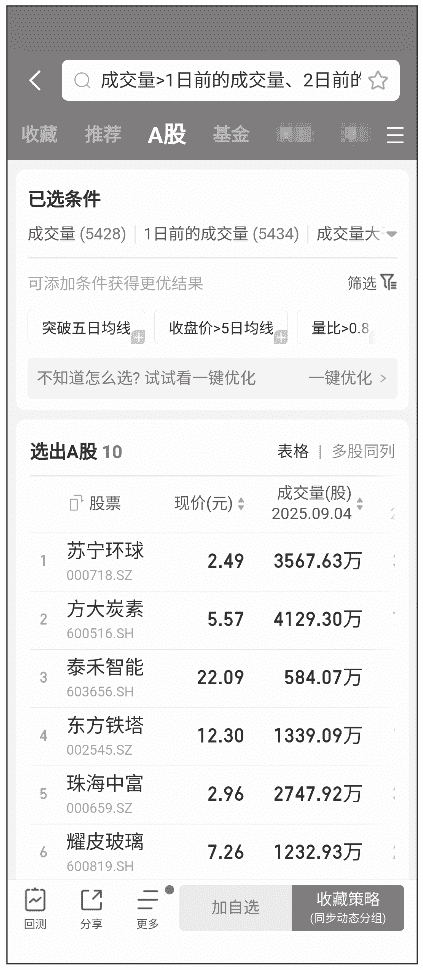 成交量>1日前的成交量、2日前的
收藏 推荐 A股 基金
已选条件
成交量 (5428) 1日前的成交量 (5434) 成交量大
可添加条件获得更优结果 筛选
突破五日均线 收盘价>5日均线 量比>0.8
不知道怎么选? 试试看一键优化 一键优化 >
选出A股 10 表格 | 多股同列
股票 现价(元) 成交量(股)
2025.09.04
1 苏宁环球 2.49 3567.63万
000718.SZ
2 方大炭素 5.57 4129.30万
600516.SH
3 泰禾智能 22.09 584.07万
603656.SH
4 东方铁塔 12.30 1339.09万
002545.SZ
5 珠海中富 2.96 2747.92万
000659.SZ
6 耀皮玻璃 7.26 1232.93万
600819.SH
回测 分享 更多 加自选 收藏策略
(同步动态分组)